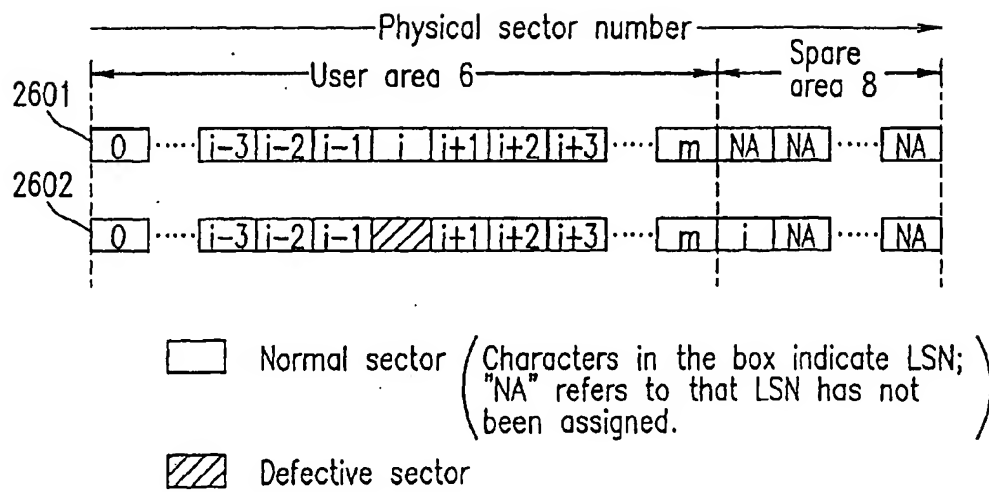 Physical sector number
User area 6
Spare
area 8
2601
0 ..... i-3 i-2 i-1 i i+1 i+2 i+3 ..... m NA NA ..... NA
2602
0 ..... i-3 i-2 i-1 i+1 i+2 i+3 ..... m i NA ..... NA
Normal sector (Characters in the box indicate LSN;
"NA" refers to that LSN has not
been assigned.)
Defective sector